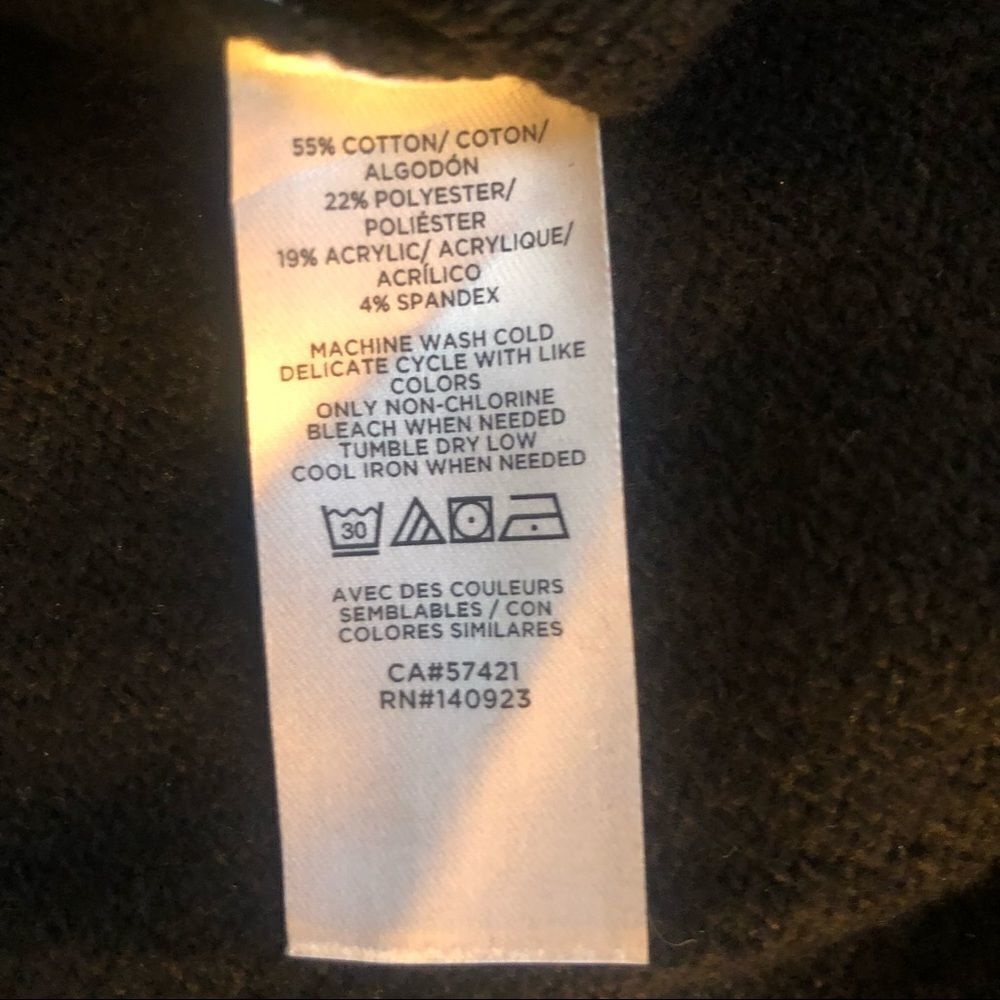 55% COTTON/ COTON/
ALGODÓN
22% POLYESTER/
POLIÉSTER
19% ACRYLIC/ ACRYLIQUE/
ACRÍLICO
4% SPANDEX
MACHINE WASH COLD
DELICATE CYCLE WITH LIKE
COLORS
ONLY NON-CHLORINE
BLEACH WHEN NEEDED
TUMBLE DRY LOW
COOL IRON WHEN NEEDED
30
AVEC DES COULEURS
SEMBLABLES / CON
COLORES SIMILARES
CA#57421
RN#140923